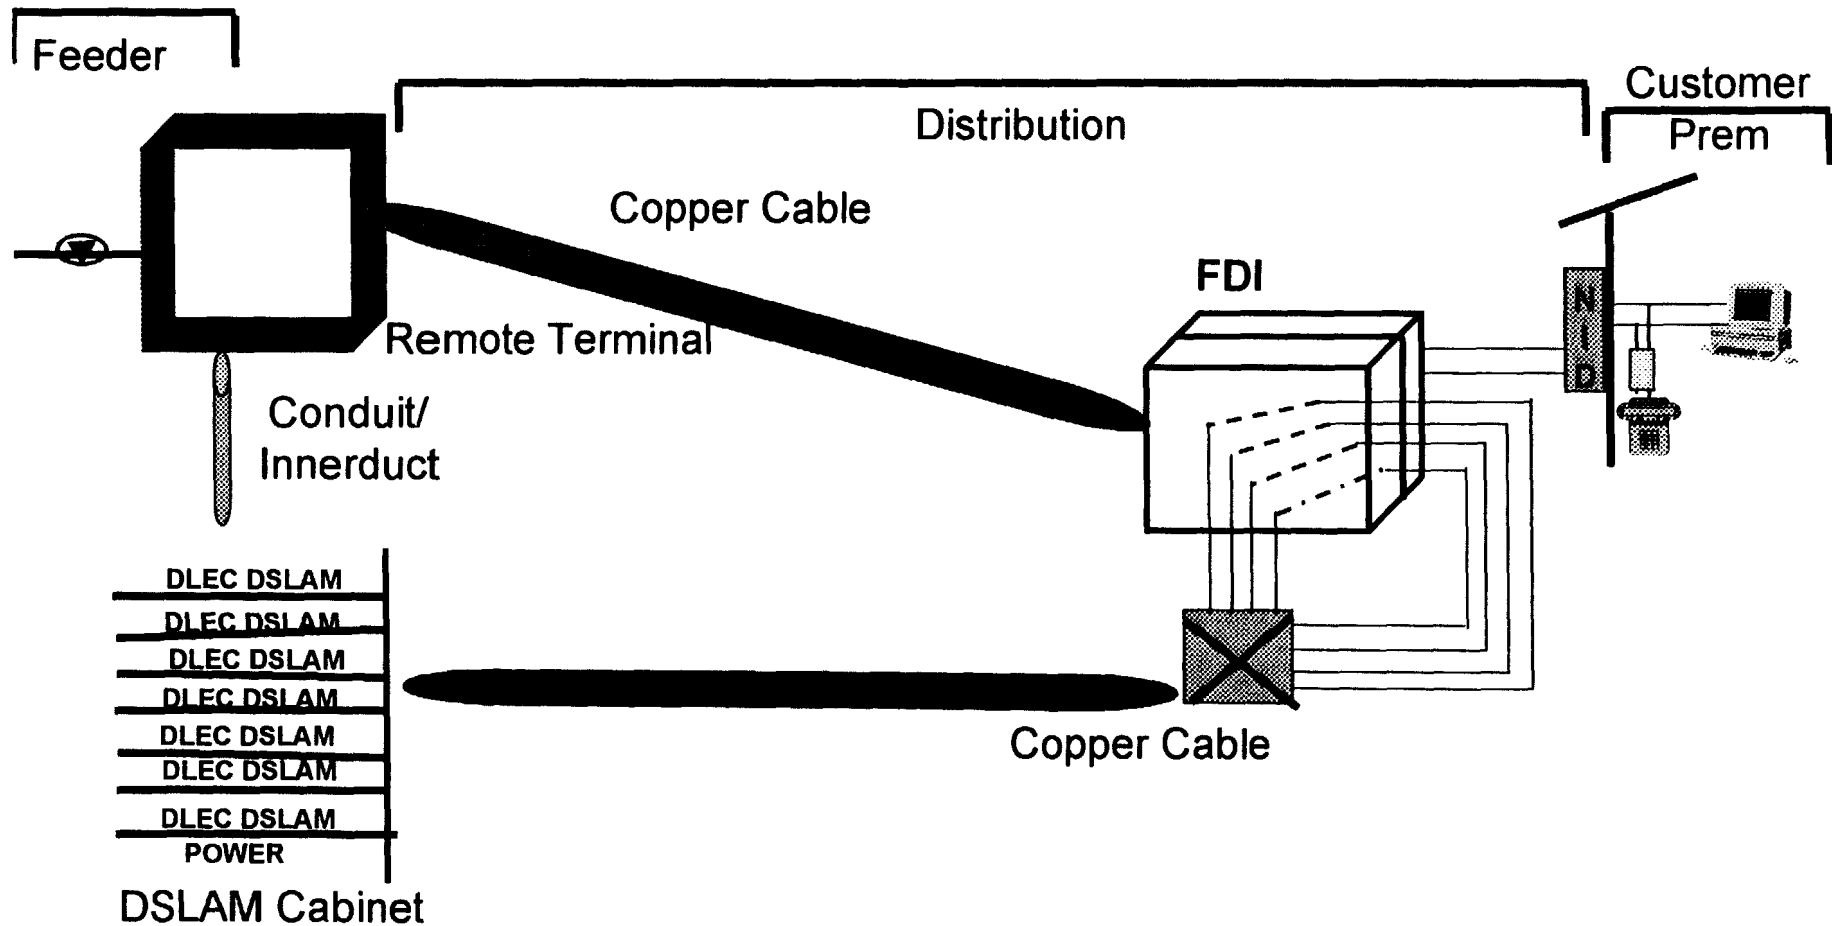 Feeder
Customer
Prem
Distribution
Copper Cable
FDI
NID
Remote Terminal
Conduit/
Innerduct
DLEC DSLAM
DLEC DSLAM
DLEC DSLAM
DLEC DSLAM
DLEC DSLAM
DLEC DSLAM
DLEC DSLAM
POWER
Copper Cable
DSLAM Cabinet